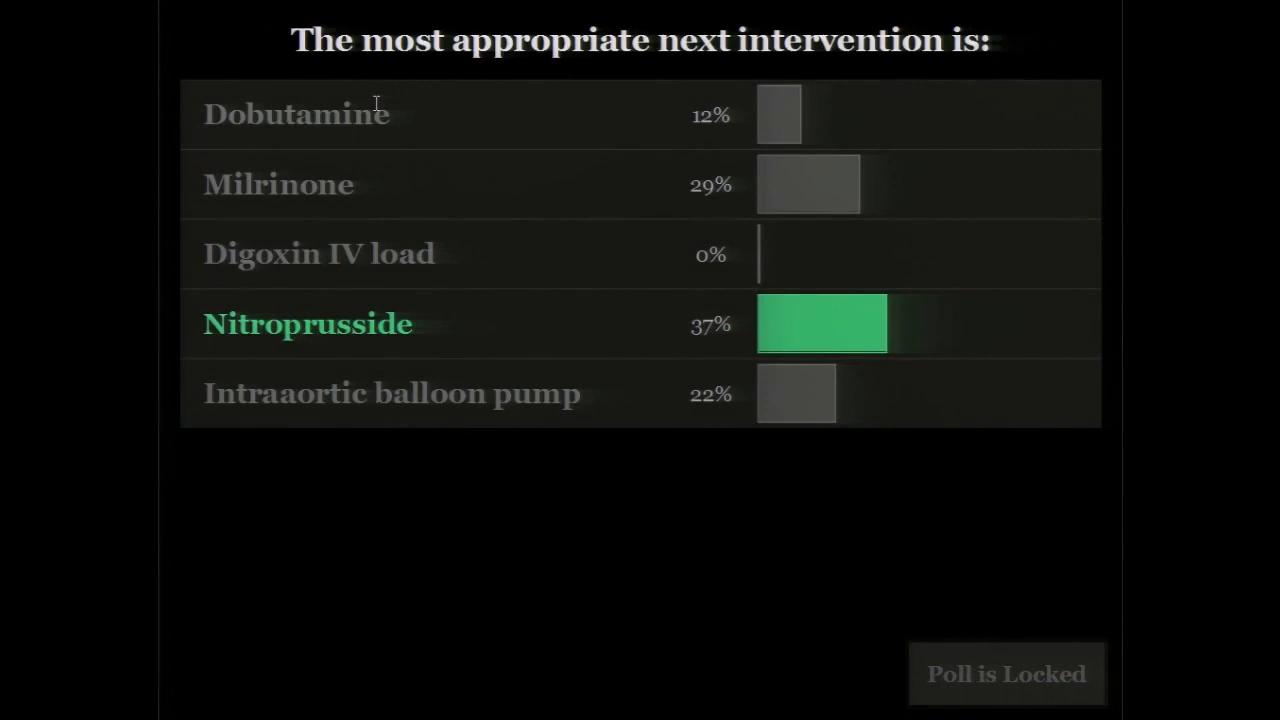 The most appropriate next intervention is:
Dobutamine 12%
Milrinone 29%
Digoxin IV load 0%
Nitroprusside 37%
Intraaortic balloon pump 22%
Poll is Locked